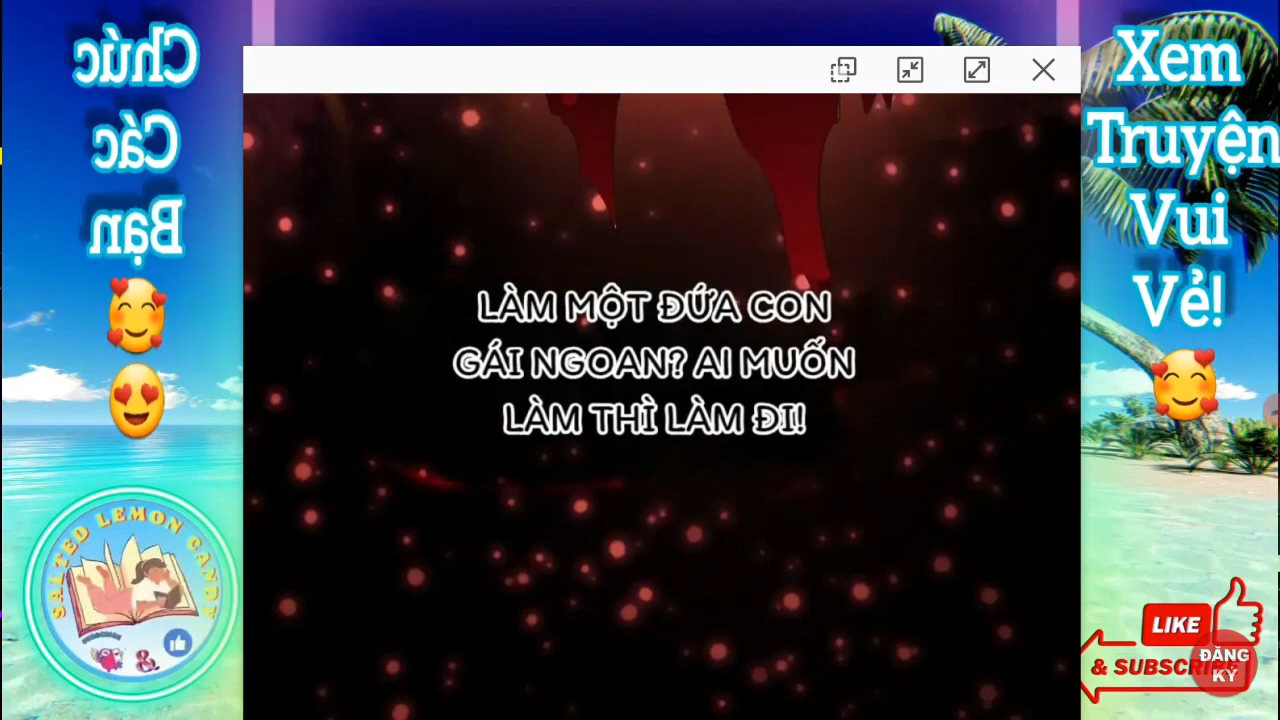 Chúc
Các
Bạn
Xem
Truyện
Vui
Vẻ!
LÀM MỘT ĐỨA CON
GÁI NGOAN? AI MUỐN
LÀM THÌ LÀM ĐI!
SALTED LEMON CANDY
&
LIKE
& SUBSCRIBE
ĐĂNG
KÝ